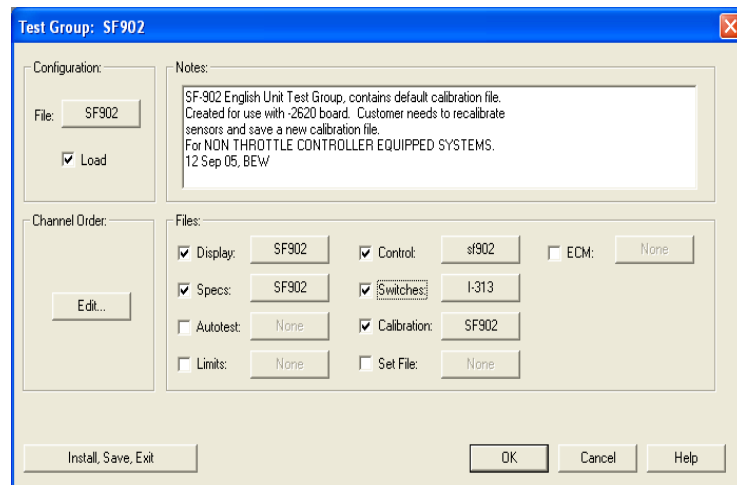 Test Group: SF902
Configuration:
File: SF902
Load
Notes:
SF-902 English Unit Test Group, contains default calibration file.
Created for use with -2620 board. Customer needs to recalibrate
sensors and save a new calibration file.
For NON THROTTLE CONTROLLER EQUIPPED SYSTEMS.
12 Sep 05, BEW
Channel Order:
Edit...
Files:
Display: SF902 Control: sf902 ECM: None
Specs: SF902 Switches: I-313
Autotest: None Calibration: SF902
Limits: None Set File: None
Install, Save, Exit OK Cancel Help